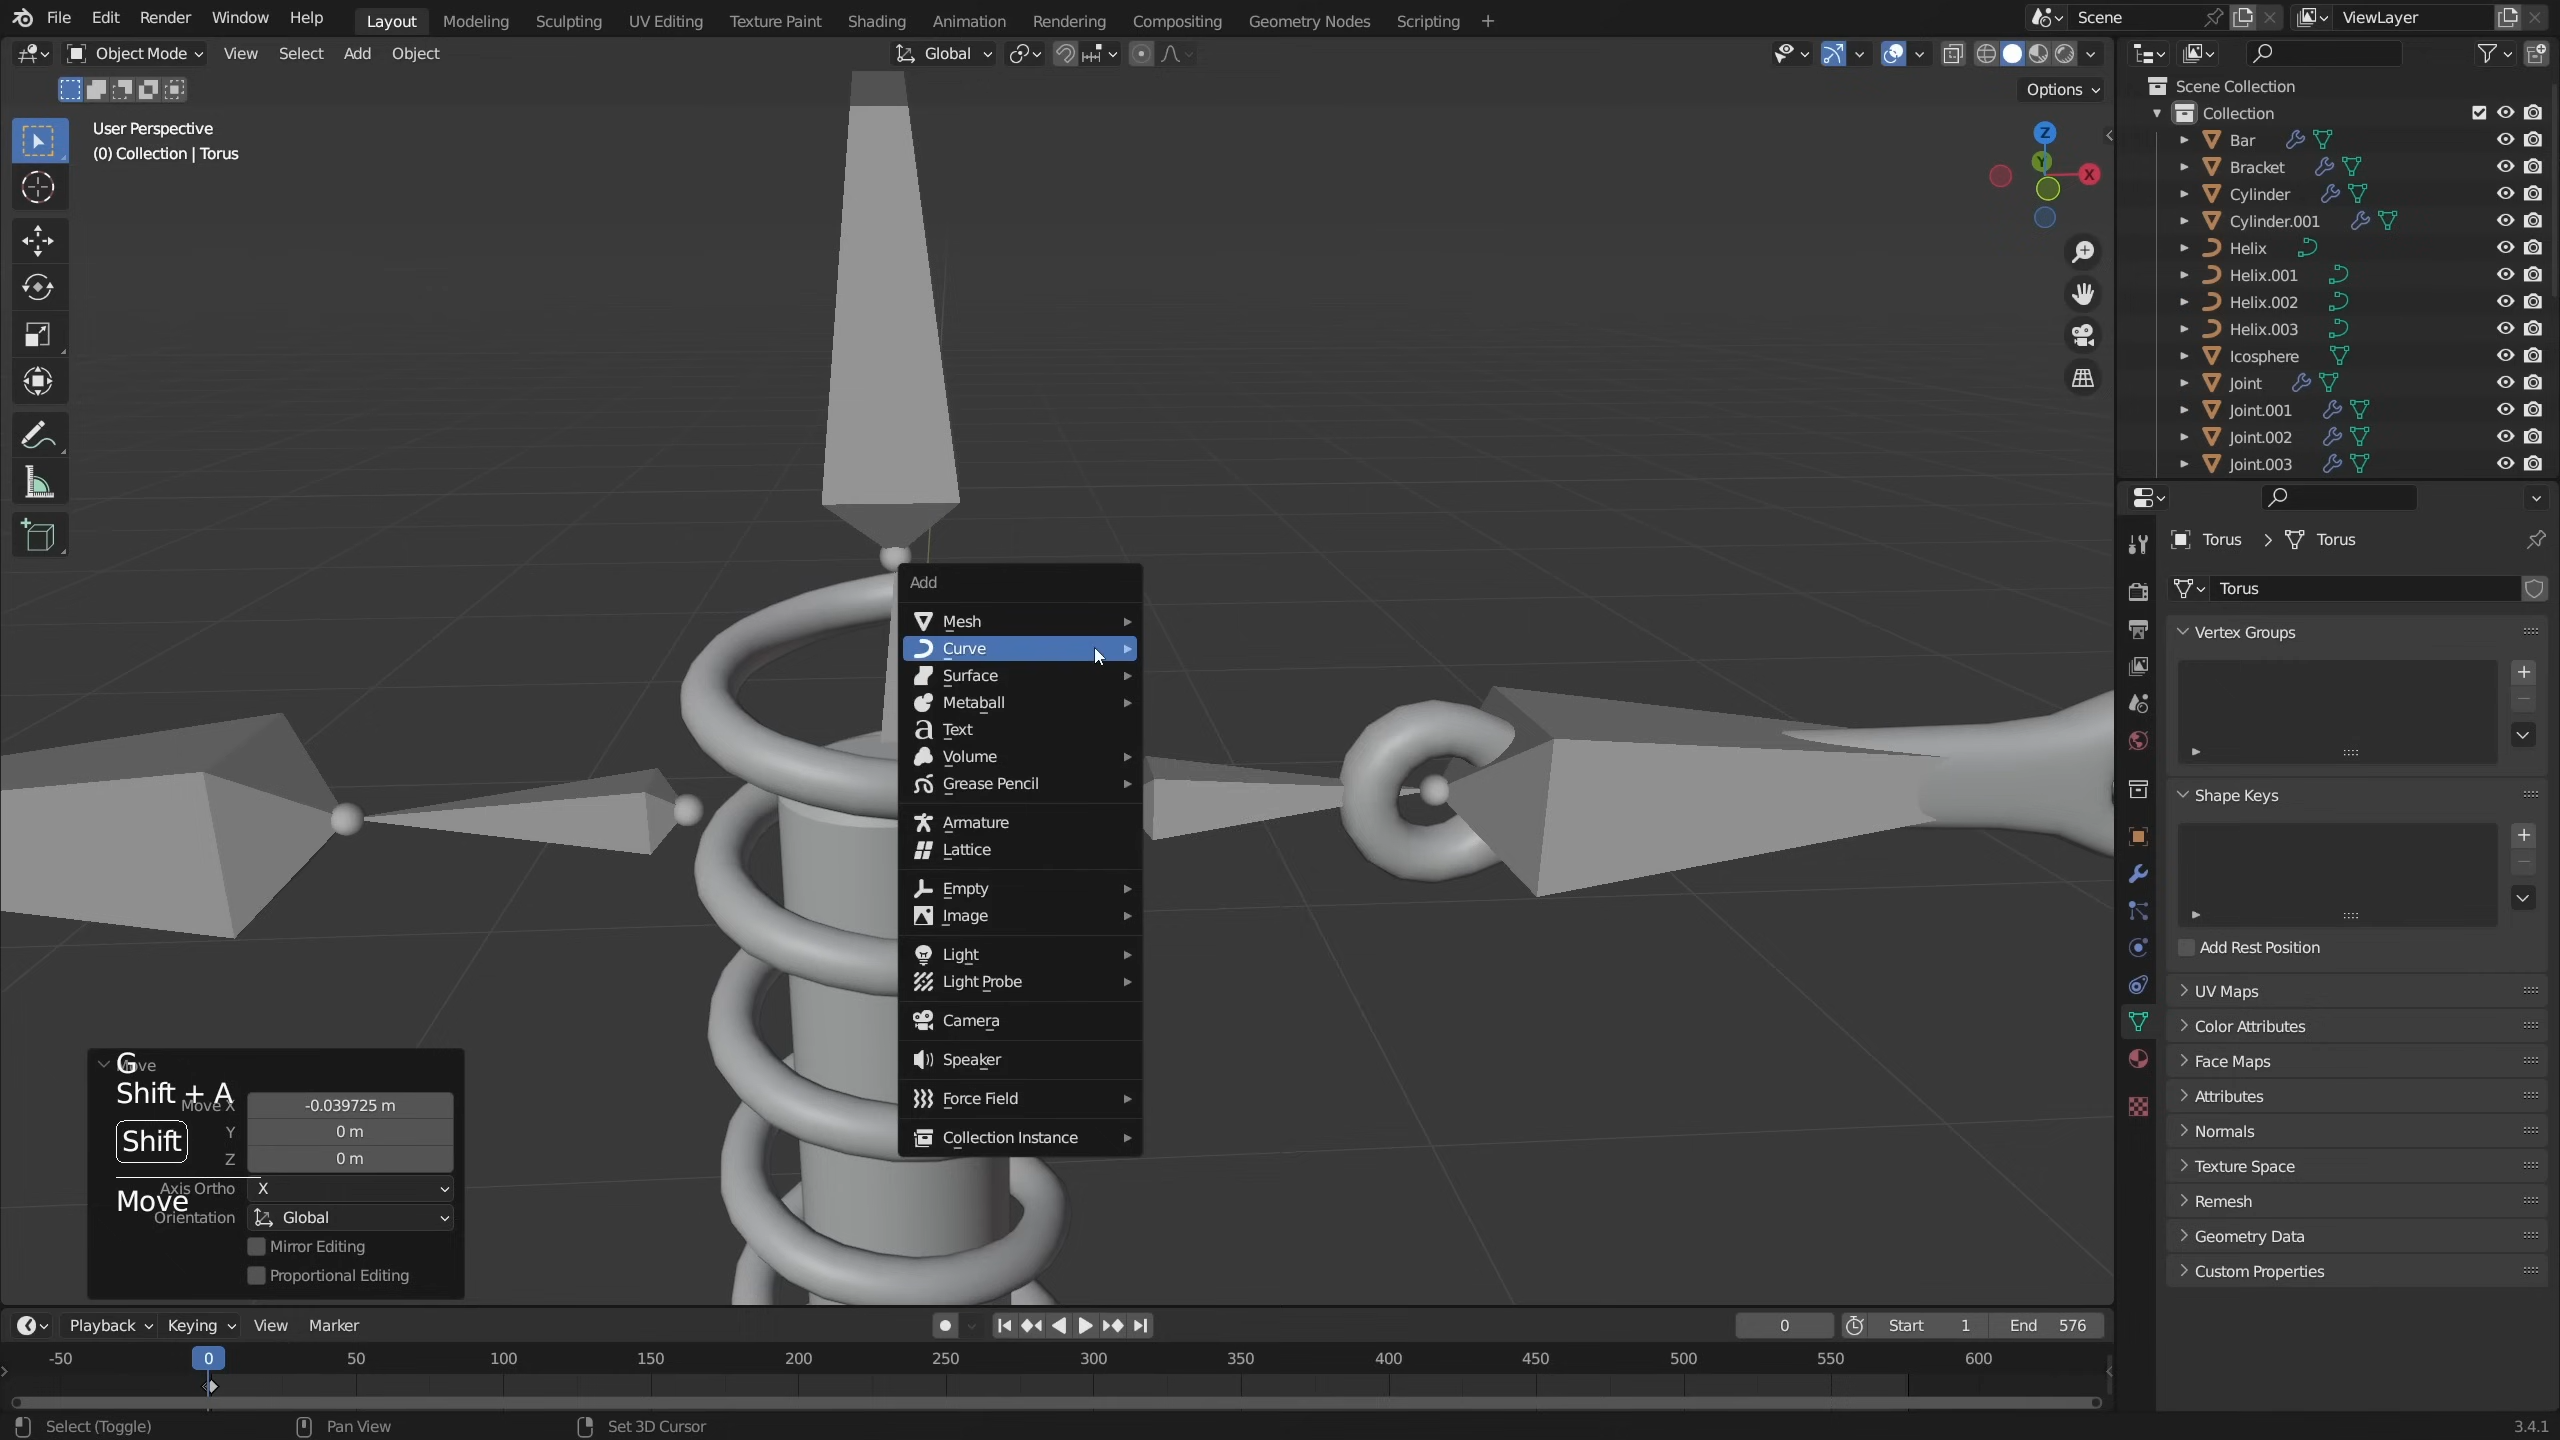 File Edit Render Window Help Layout Modeling Sculpting UV Editing Texture Paint Shading Animation Rendering Compositing Geometry Nodes Scripting + Scene ViewLayer
Object Mode View Select Add Object Global
Options
User Perspective
(0) Collection | Torus
Z
Y
X
Add
Mesh
Curve
Surface
Metaball
Text
Volume
Grease Pencil
Armature
Lattice
Empty
Image
Light
Light Probe
Camera
Speaker
Force Field
Collection Instance
Move
G
Shift + A
Shift
Move
Move X -0.039725 m
Y 0 m
Z 0 m
Axis Ortho X
Orientation Global
Mirror Editing
Proportional Editing
Scene Collection
Collection
Bar
Bracket
Cylinder
Cylinder.001
Helix
Helix.001
Helix.002
Helix.003
Icosphere
Joint
Joint.001
Joint.002
Joint.003
Torus > Torus
Torus
Vertex Groups
Shape Keys
Add Rest Position
UV Maps
Color Attributes
Face Maps
Attributes
Normals
Texture Space
Remesh
Geometry Data
Custom Properties
Playback Keying View Marker 0 Start 1 End 576
-50 0 50 100 150 200 250 300 350 400 450 500 550 600
Select (Toggle) Pan View Set 3D Cursor 3.4.1